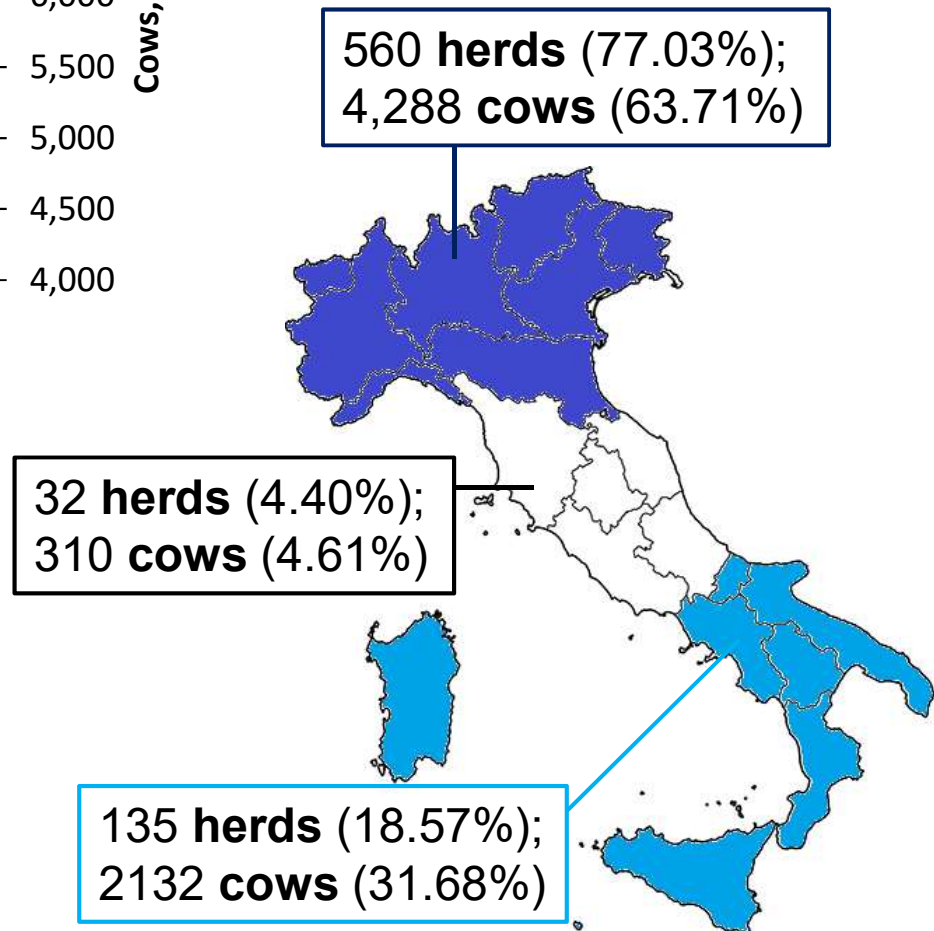 Cows,
5,500
5,000
4,500
4,000
560 herds (77.03%);
4,288 cows (63.71%)
32 herds (4.40%);
310 cows (4.61%)
135 herds (18.57%);
2132 cows (31.68%)